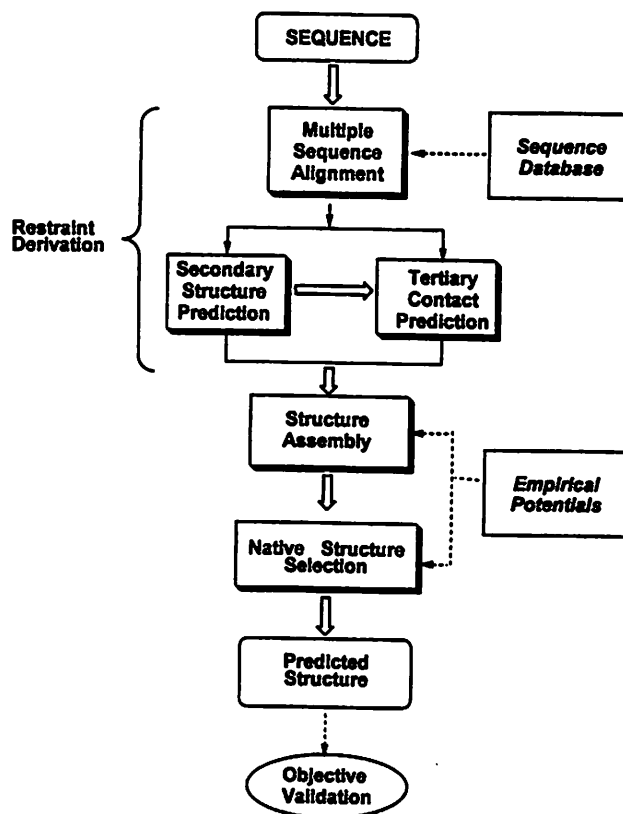 SEQUENCE
Multiple
Sequence
Alignment
Sequence
Database
Restraint
Derivation
Secondary
Structure
Prediction
Tertiary
Contact
Prediction
Structure
Assembly
Empirical
Potentials
Native Structure
Selection
Predicted
Structure
Objective
Validation